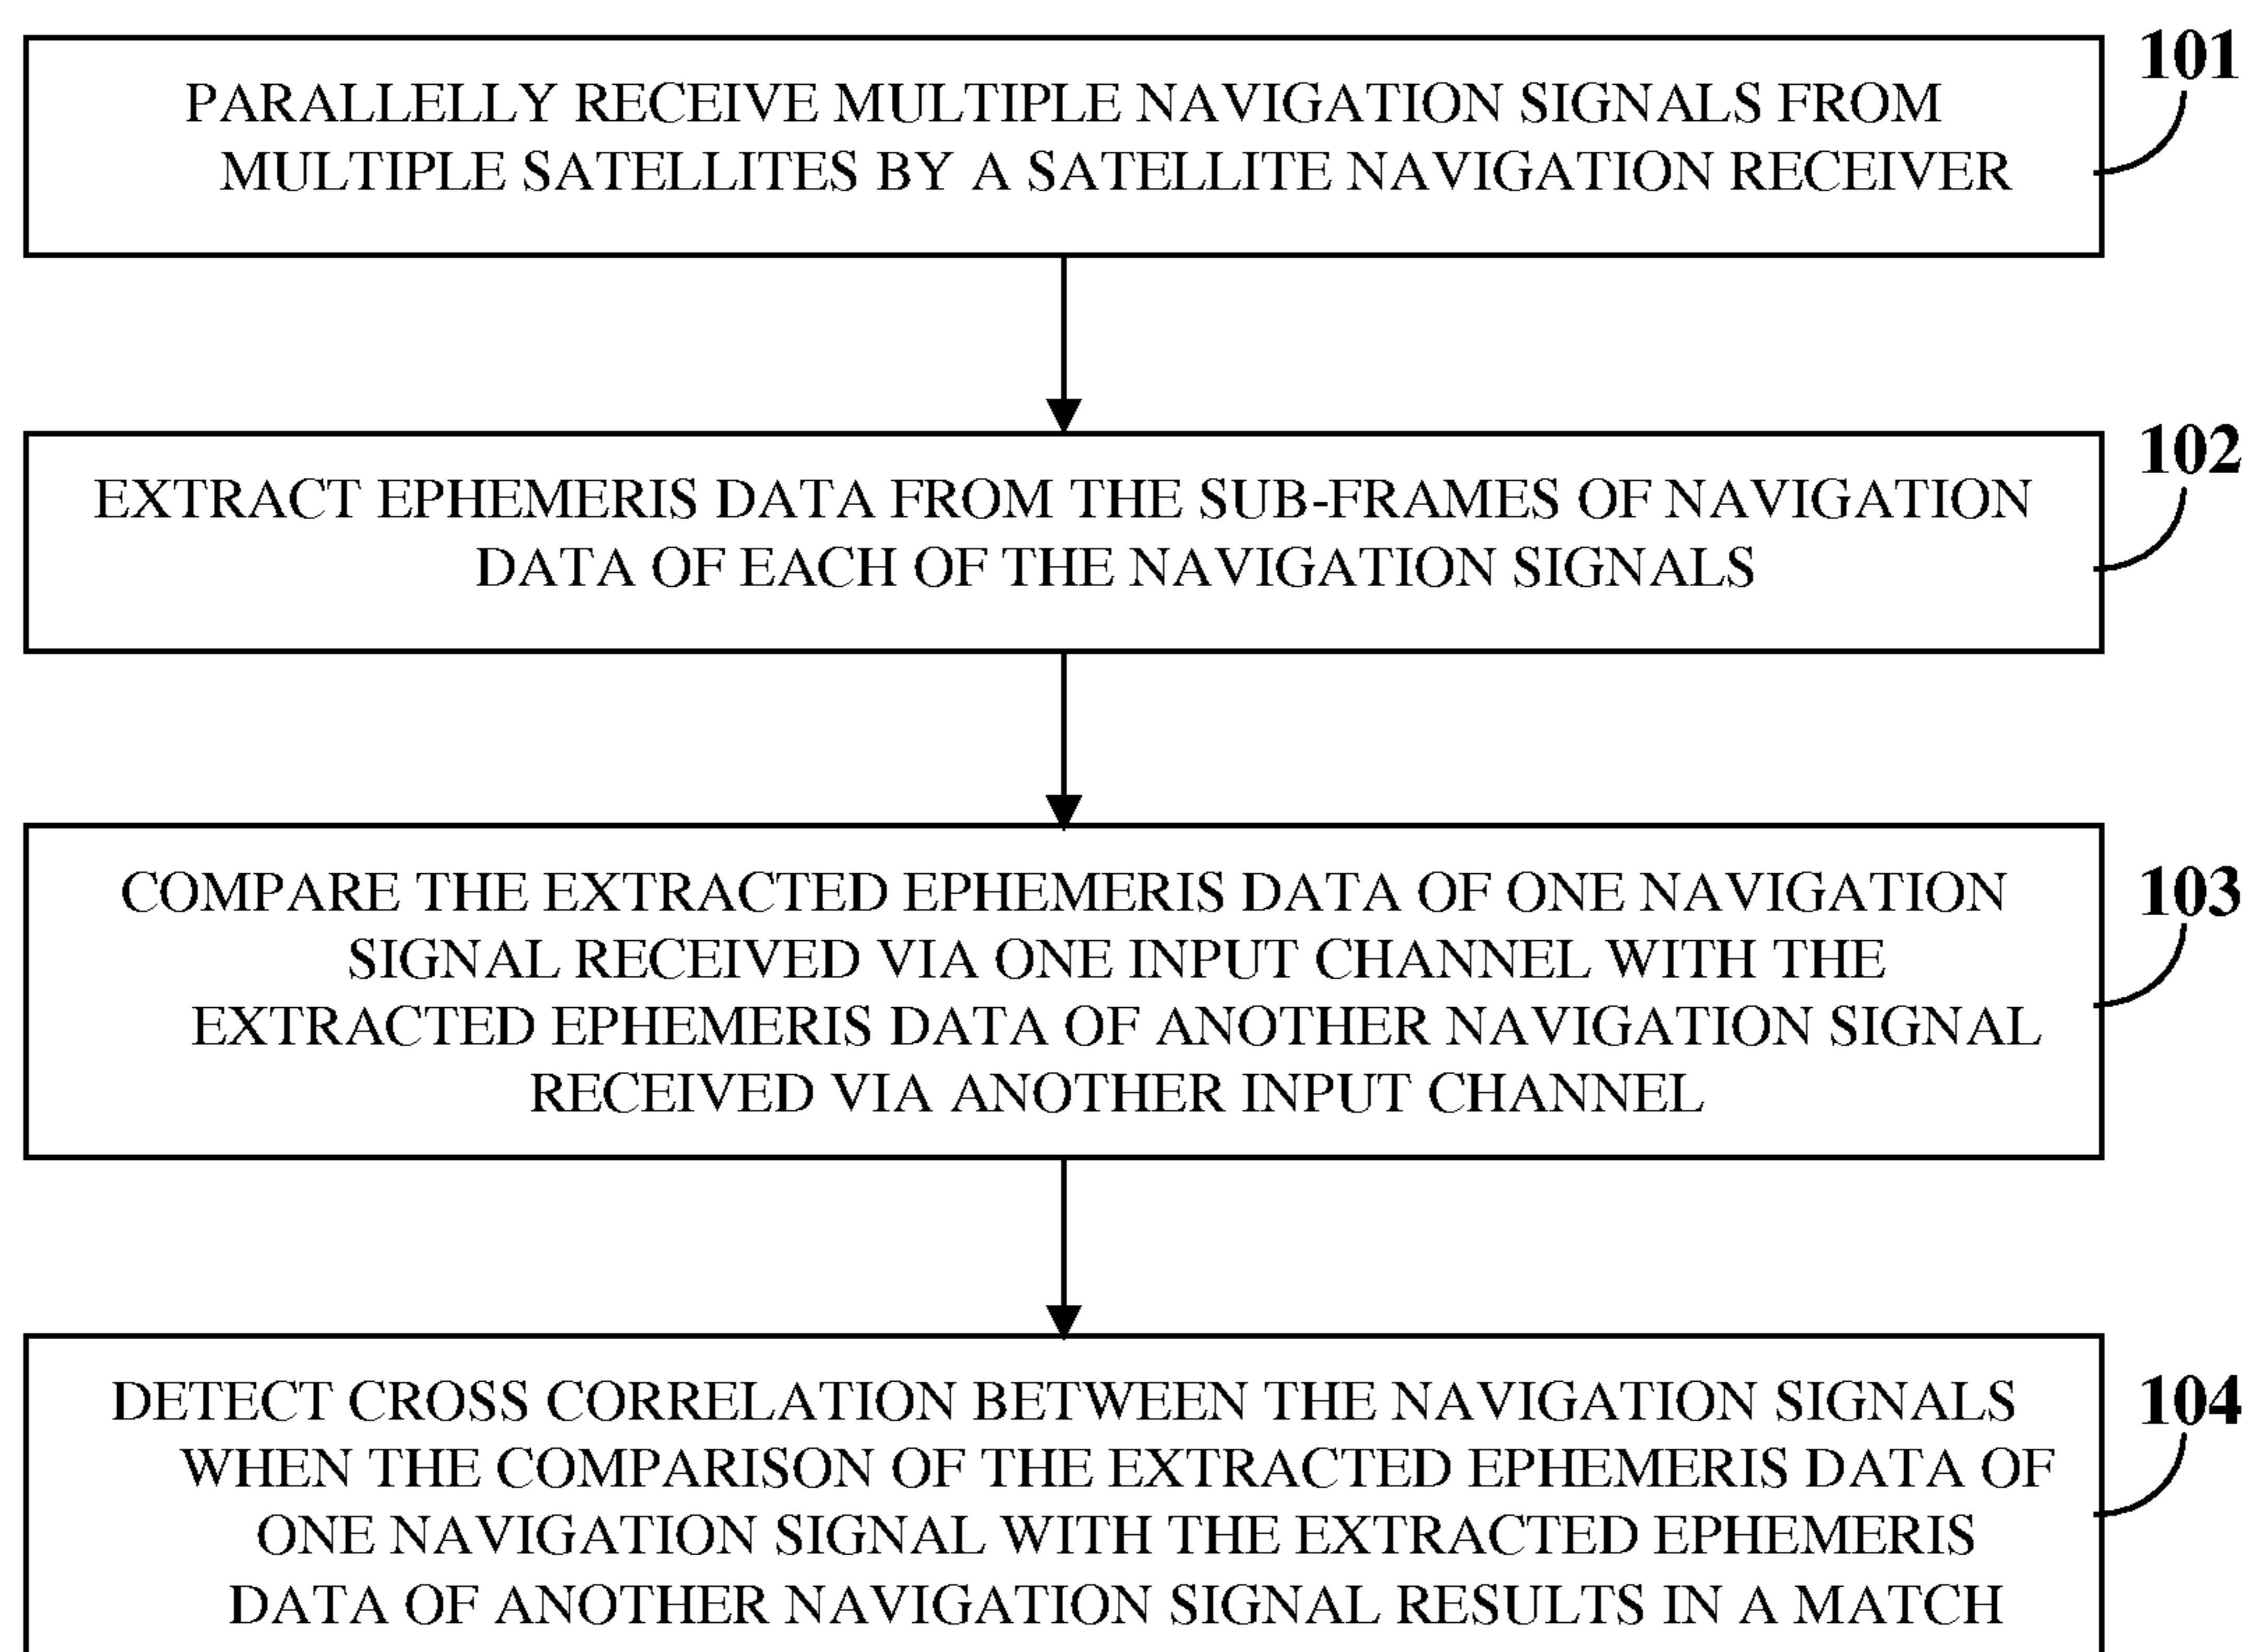 101
PARALLELLY RECEIVE MULTIPLE NAVIGATION SIGNALS FROM
MULTIPLE SATELLITES BY A SATELLITE NAVIGATION RECEIVER
102
EXTRACT EPHEMERIS DATA FROM THE SUB-FRAMES OF NAVIGATION
DATA OF EACH OF THE NAVIGATION SIGNALS
103
COMPARE THE EXTRACTED EPHEMERIS DATA OF ONE NAVIGATION
SIGNAL RECEIVED VIA ONE INPUT CHANNEL WITH THE
EXTRACTED EPHEMERIS DATA OF ANOTHER NAVIGATION SIGNAL
RECEIVED VIA ANOTHER INPUT CHANNEL
104
DETECT CROSS CORRELATION BETWEEN THE NAVIGATION SIGNALS
WHEN THE COMPARISON OF THE EXTRACTED EPHEMERIS DATA OF
ONE NAVIGATION SIGNAL WITH THE EXTRACTED EPHEMERIS
DATA OF ANOTHER NAVIGATION SIGNAL RESULTS IN A MATCH